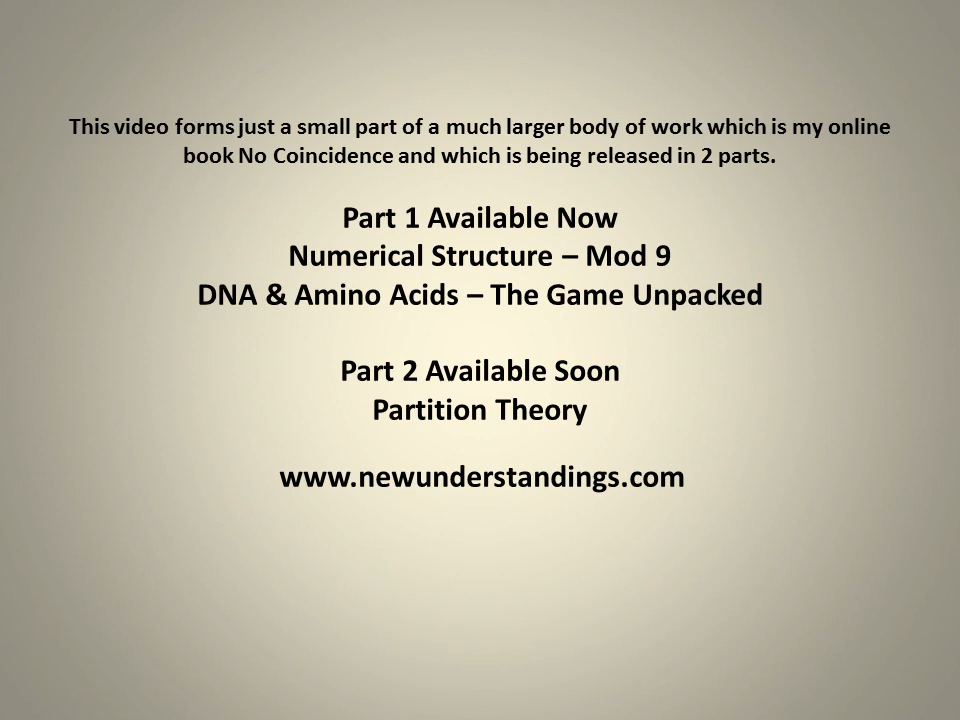 This video forms just a small part of a much larger body of work which is my online
book No Coincidence and which is being released in 2 parts.
Part 1 Available Now
Numerical Structure – Mod 9
DNA & Amino Acids – The Game Unpacked
Part 2 Available Soon
Partition Theory
www.newunderstandings.com